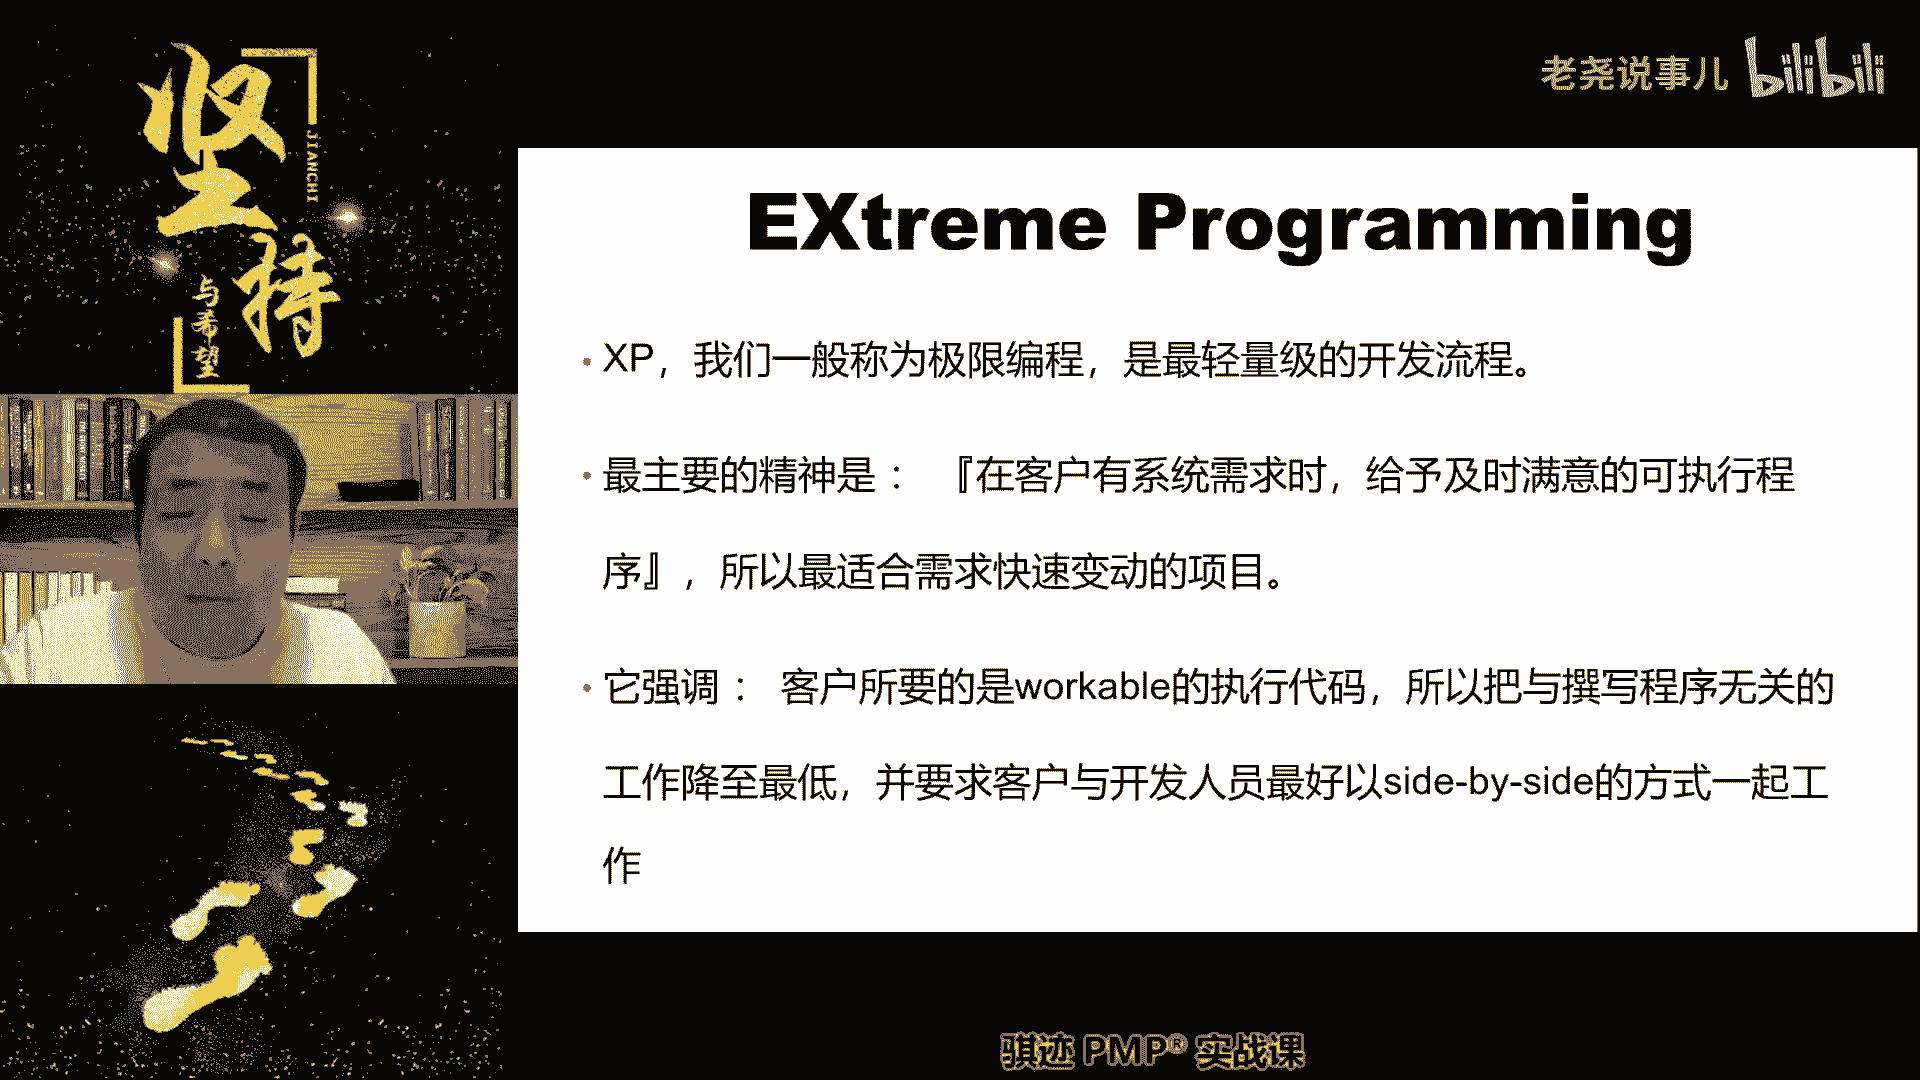 坚持
JIANCHI
与希望
老尧说事儿 bilibili
EXtreme Programming
• XP，我们一般称为极限编程，是最轻量级的开发流程。
• 最主要的精神是： 『在客户有系统需求时，给予及时满意的可执行程
序』，所以最适合需求快速变动的项目。
• 它强调： 客户所要的是workable的执行代码，所以把与撰写程序无关的
工作降至最低，并要求客户与开发人员最好以side-by-side的方式一起工
作
骐迹 PMP® 实战课